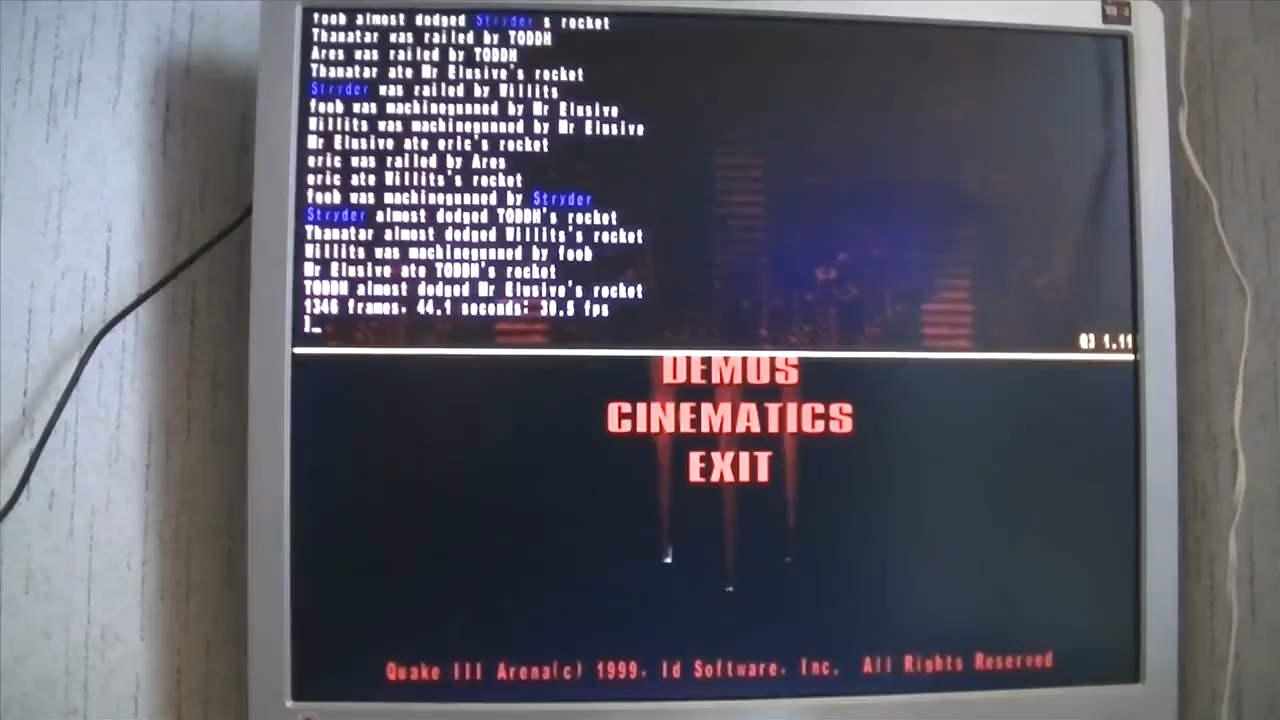 foob almost dodged Stryder s rocket
Thanatar was railed by TODDH
Ares was railed by TODDH
Thanatar ate Mr Elusive's rocket
Stryder was railed by Willits
foob was machinegunned by Mr Elusive
Willits was machinegunned by Mr Elusive
Mr Elusive ate eric's rocket
eric was railed by Ares
eric ate Willits's rocket
foob was machinegunned by Stryder
Stryder almost dodged TODDH's rocket
Thanatar almost dodged Willits's rocket
Willits was machinegunned by foob
Mr Elusive ate TODDH's rocket
TODDH almost dodged Mr Elusive's rocket
1346 frames, 44.1 seconds: 30.5 fps
]_
Q3 1.11
DEMOS
CINEMATICS
EXIT
Quake III Arena(c) 1999, Id Software, Inc. All Rights Reserved